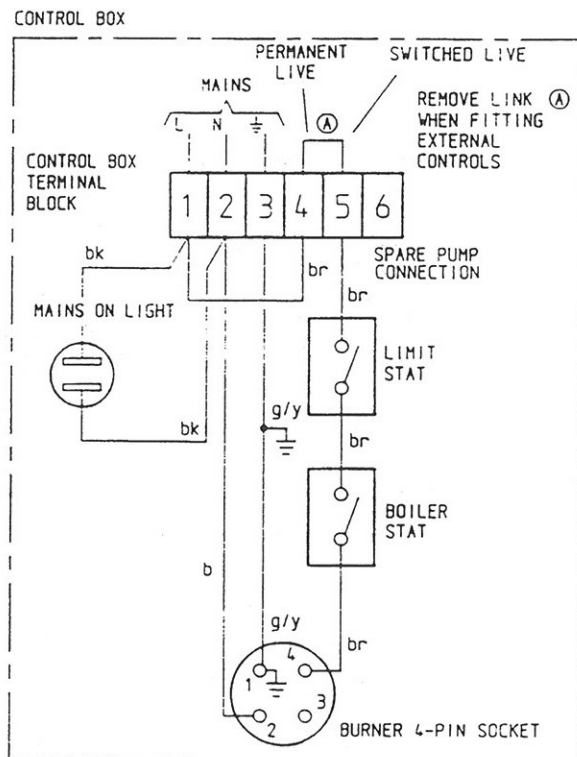 CONTROL BOX
PERMANENT
LIVE
SWITCHED LIVE
MAINS
L N
A
REMOVE LINK A
WHEN FITTING
EXTERNAL
CONTROLS
CONTROL BOX
TERMINAL
BLOCK
1 2 3 4 5 6
SPARE PUMP
CONNECTION
bk
br
br
MAINS ON LIGHT
LIMIT
STAT
g/y
bk
br
BOILER
STAT
b
g/y
br
1
4
2
3
BURNER 4-PIN SOCKET